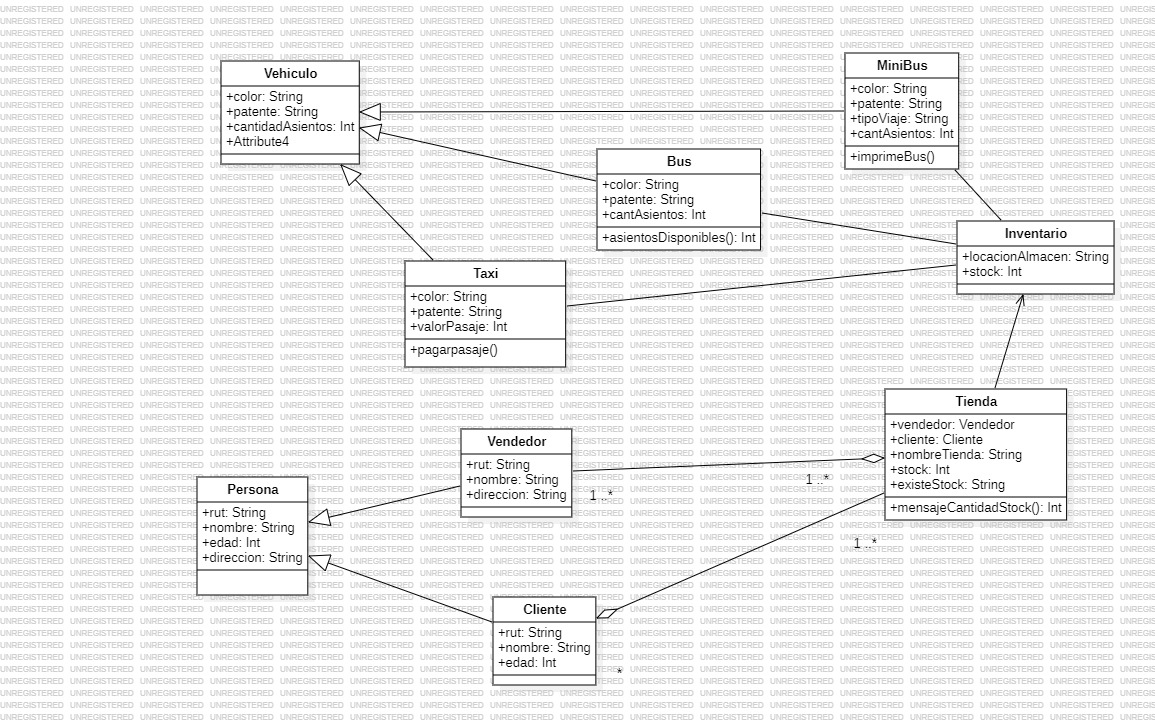 Vehiculo
+color: String
+patente: String
+cantidadAsientos: Int
+Attribute4
MiniBus
+color: String
+patente: String
+tipoViaje: String
+cantAsientos: Int
+imprimeBus()
Bus
+color: String
+patente: String
+cantAsientos: Int
+asientosDisponibles(): Int
Inventario
+locacionAlmacen: String
+stock: Int
Taxi
+color: String
+patente: String
+valorPasaje: Int
+pagarpasaje()
Tienda
+vendedor: Vendedor
+cliente: Cliente
+nombreTienda: String
+stock: Int
+existeStock: String
+mensajeCantidadStock(): Int
Vendedor
+rut: String
+nombre: String
+direccion: String
1 ..*
1 ..*
Persona
+rut: String
+nombre: String
+edad: Int
+direccion: String
1 ..*
Cliente
+rut: String
+nombre: String
+edad: Int
*
UNREGISTERED